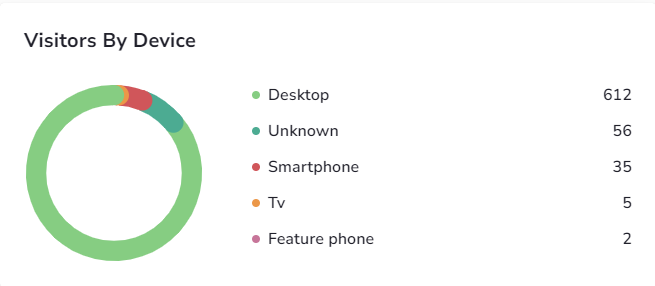 Visitors By Device
Desktop 612
Unknown 56
Smartphone 35
Tv 5
Feature phone 2